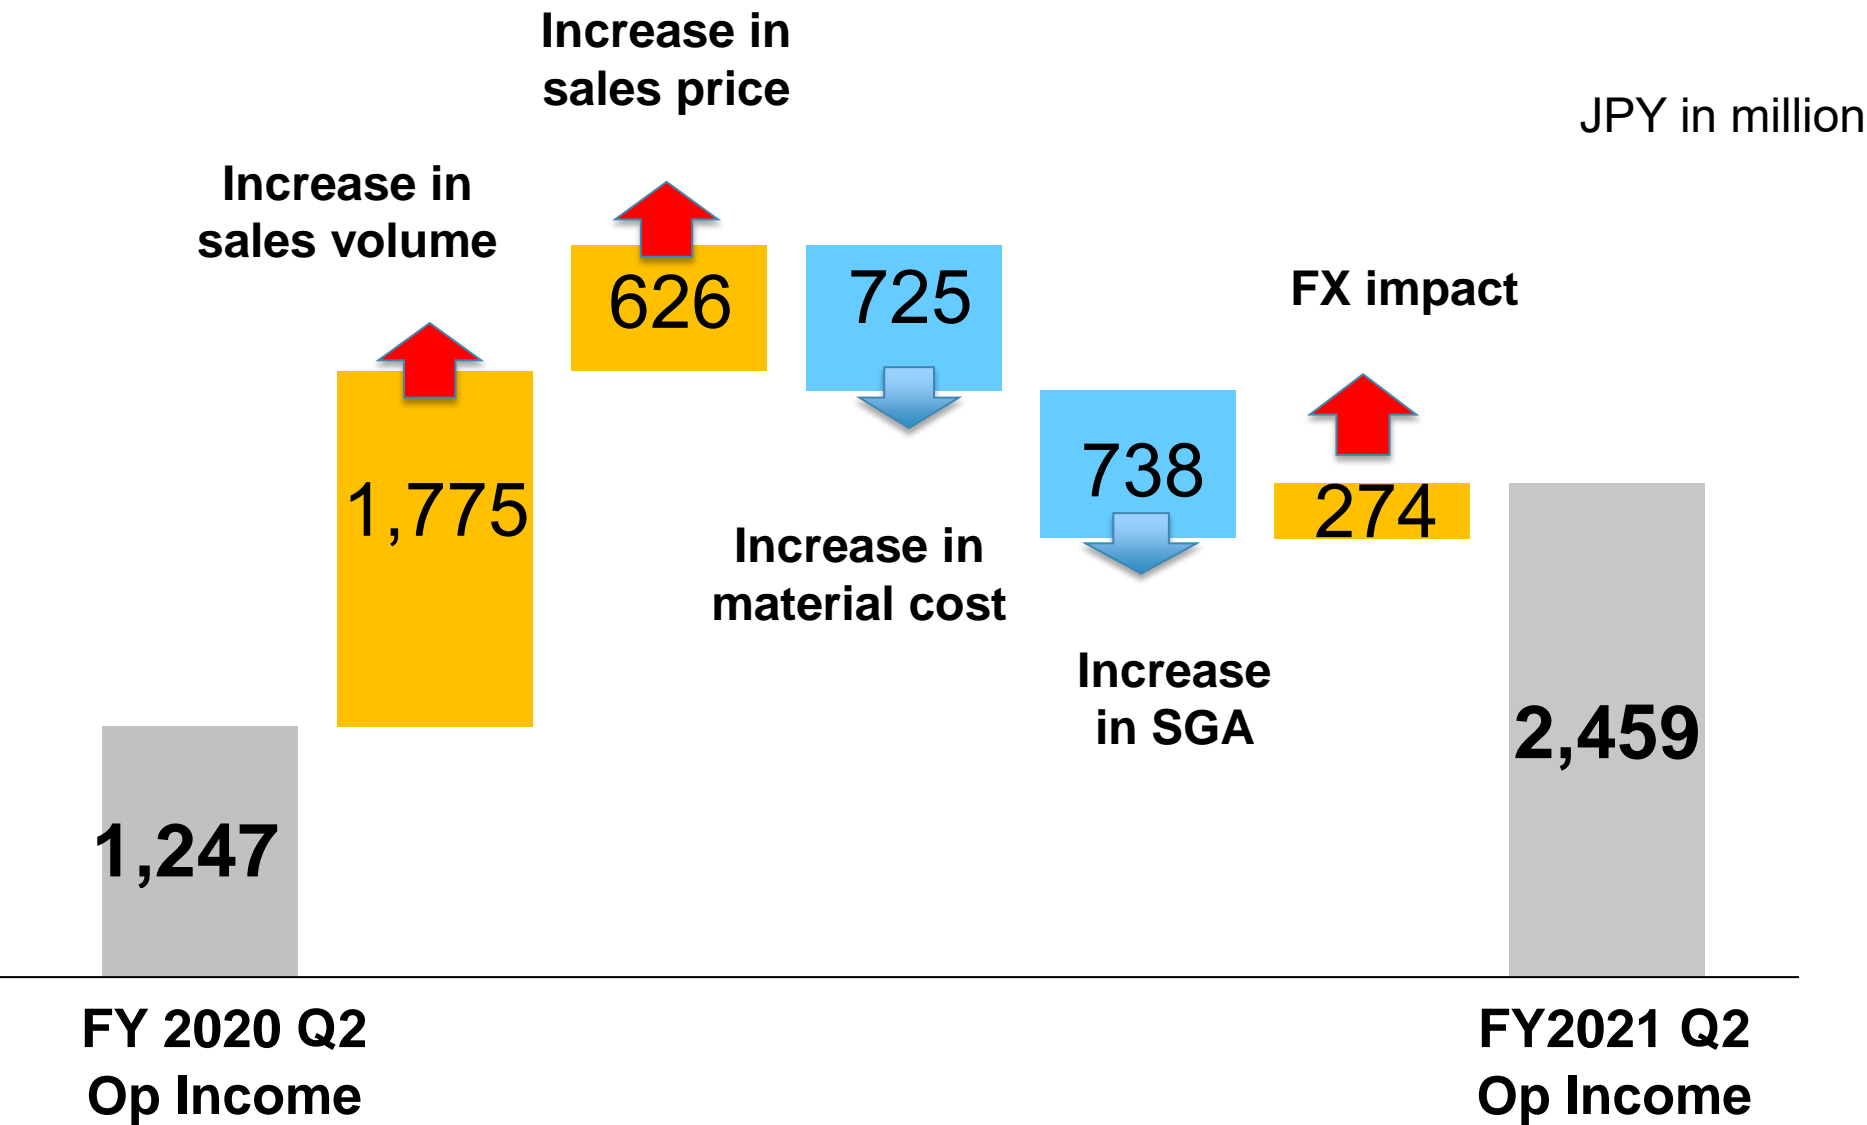 Increase in
sales price
JPY in million
Increase in
sales volume
626
725
FX impact
1,775
738
274
Increase in
material cost
Increase
in SGA
2,459
1,247
FY 2020 Q2
Op Income
FY2021 Q2
Op Income